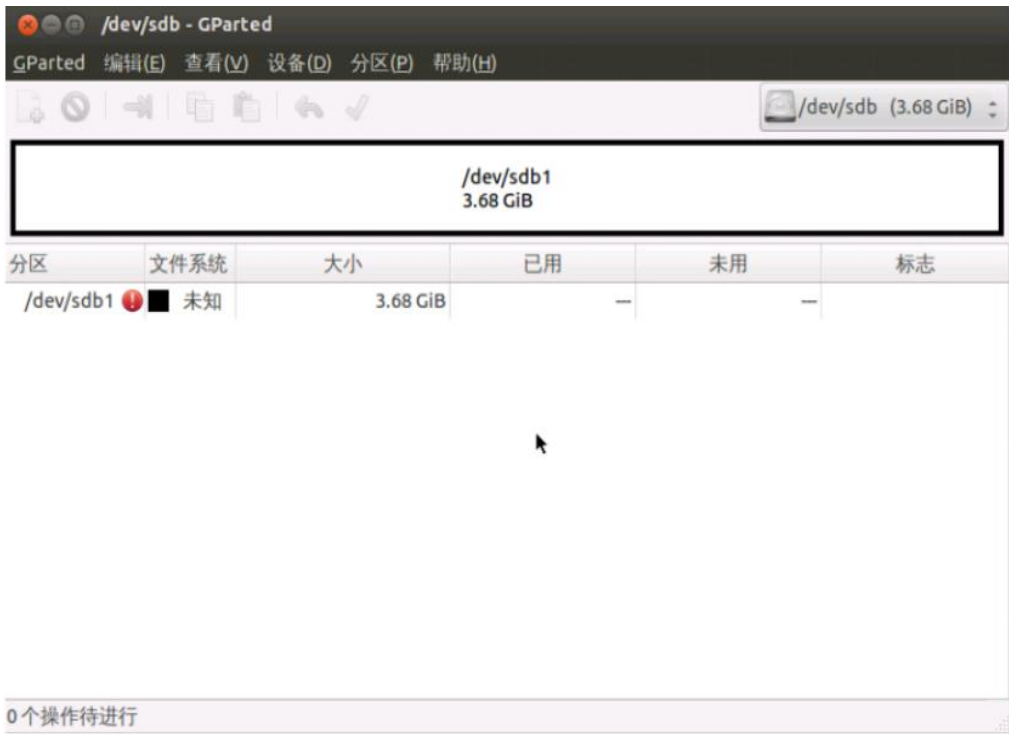 /dev/sdb - GParted
GParted 编辑(E) 查看(V) 设备(D) 分区(P) 帮助(H)
/dev/sdb (3.68 GiB)
/dev/sdb1
3.68 GiB
分区 文件系统 大小 已用 未用 标志
/dev/sdb1 未知 3.68 GiB --- ---
0个操作待进行